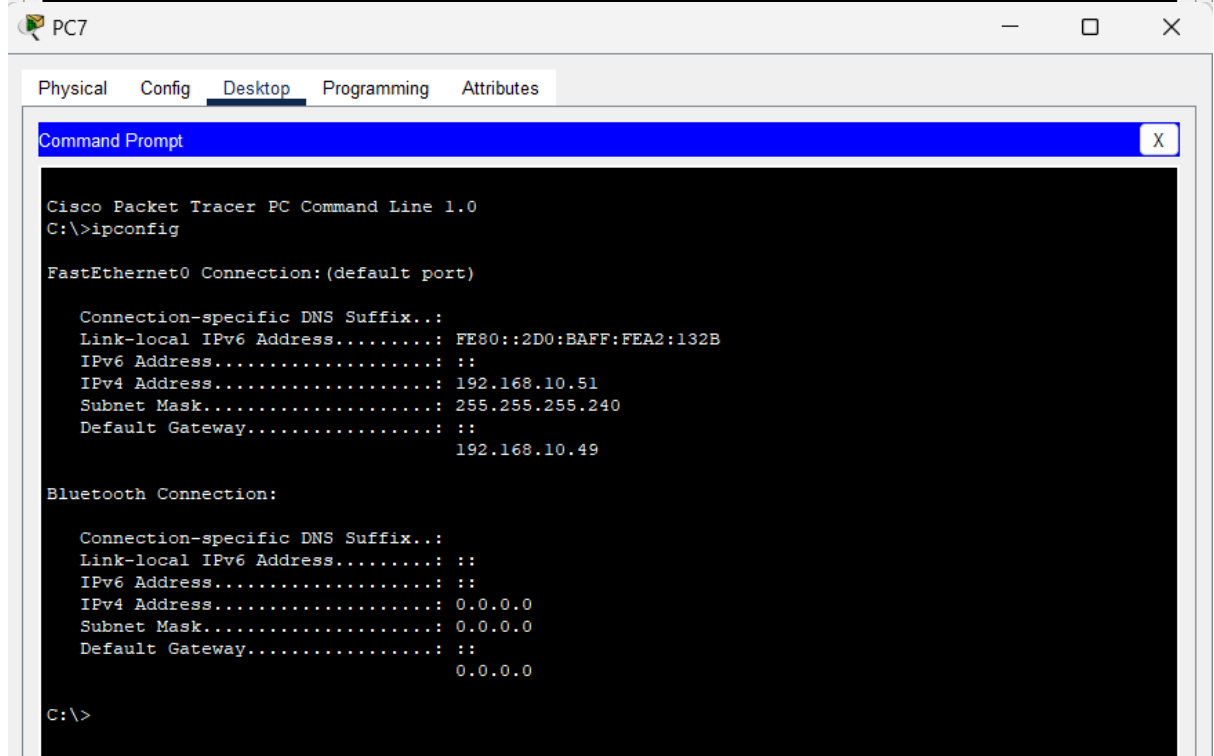 PC7
Physical Config Desktop Programming Attributes
Command Prompt
X
Cisco Packet Tracer PC Command Line 1.0
C:\>ipconfig
FastEthernet0 Connection:(default port)
Connection-specific DNS Suffix..:
Link-local IPv6 Address.........: FE80::2D0:BAFF:FEA2:132B
IPv6 Address....................: ::
IPv4 Address....................: 192.168.10.51
Subnet Mask.....................: 255.255.255.240
Default Gateway.................: ::
192.168.10.49
Bluetooth Connection:
Connection-specific DNS Suffix..:
Link-local IPv6 Address.........: ::
IPv6 Address....................: ::
IPv4 Address....................: 0.0.0.0
Subnet Mask.....................: 0.0.0.0
Default Gateway.................: ::
0.0.0.0
C:\>